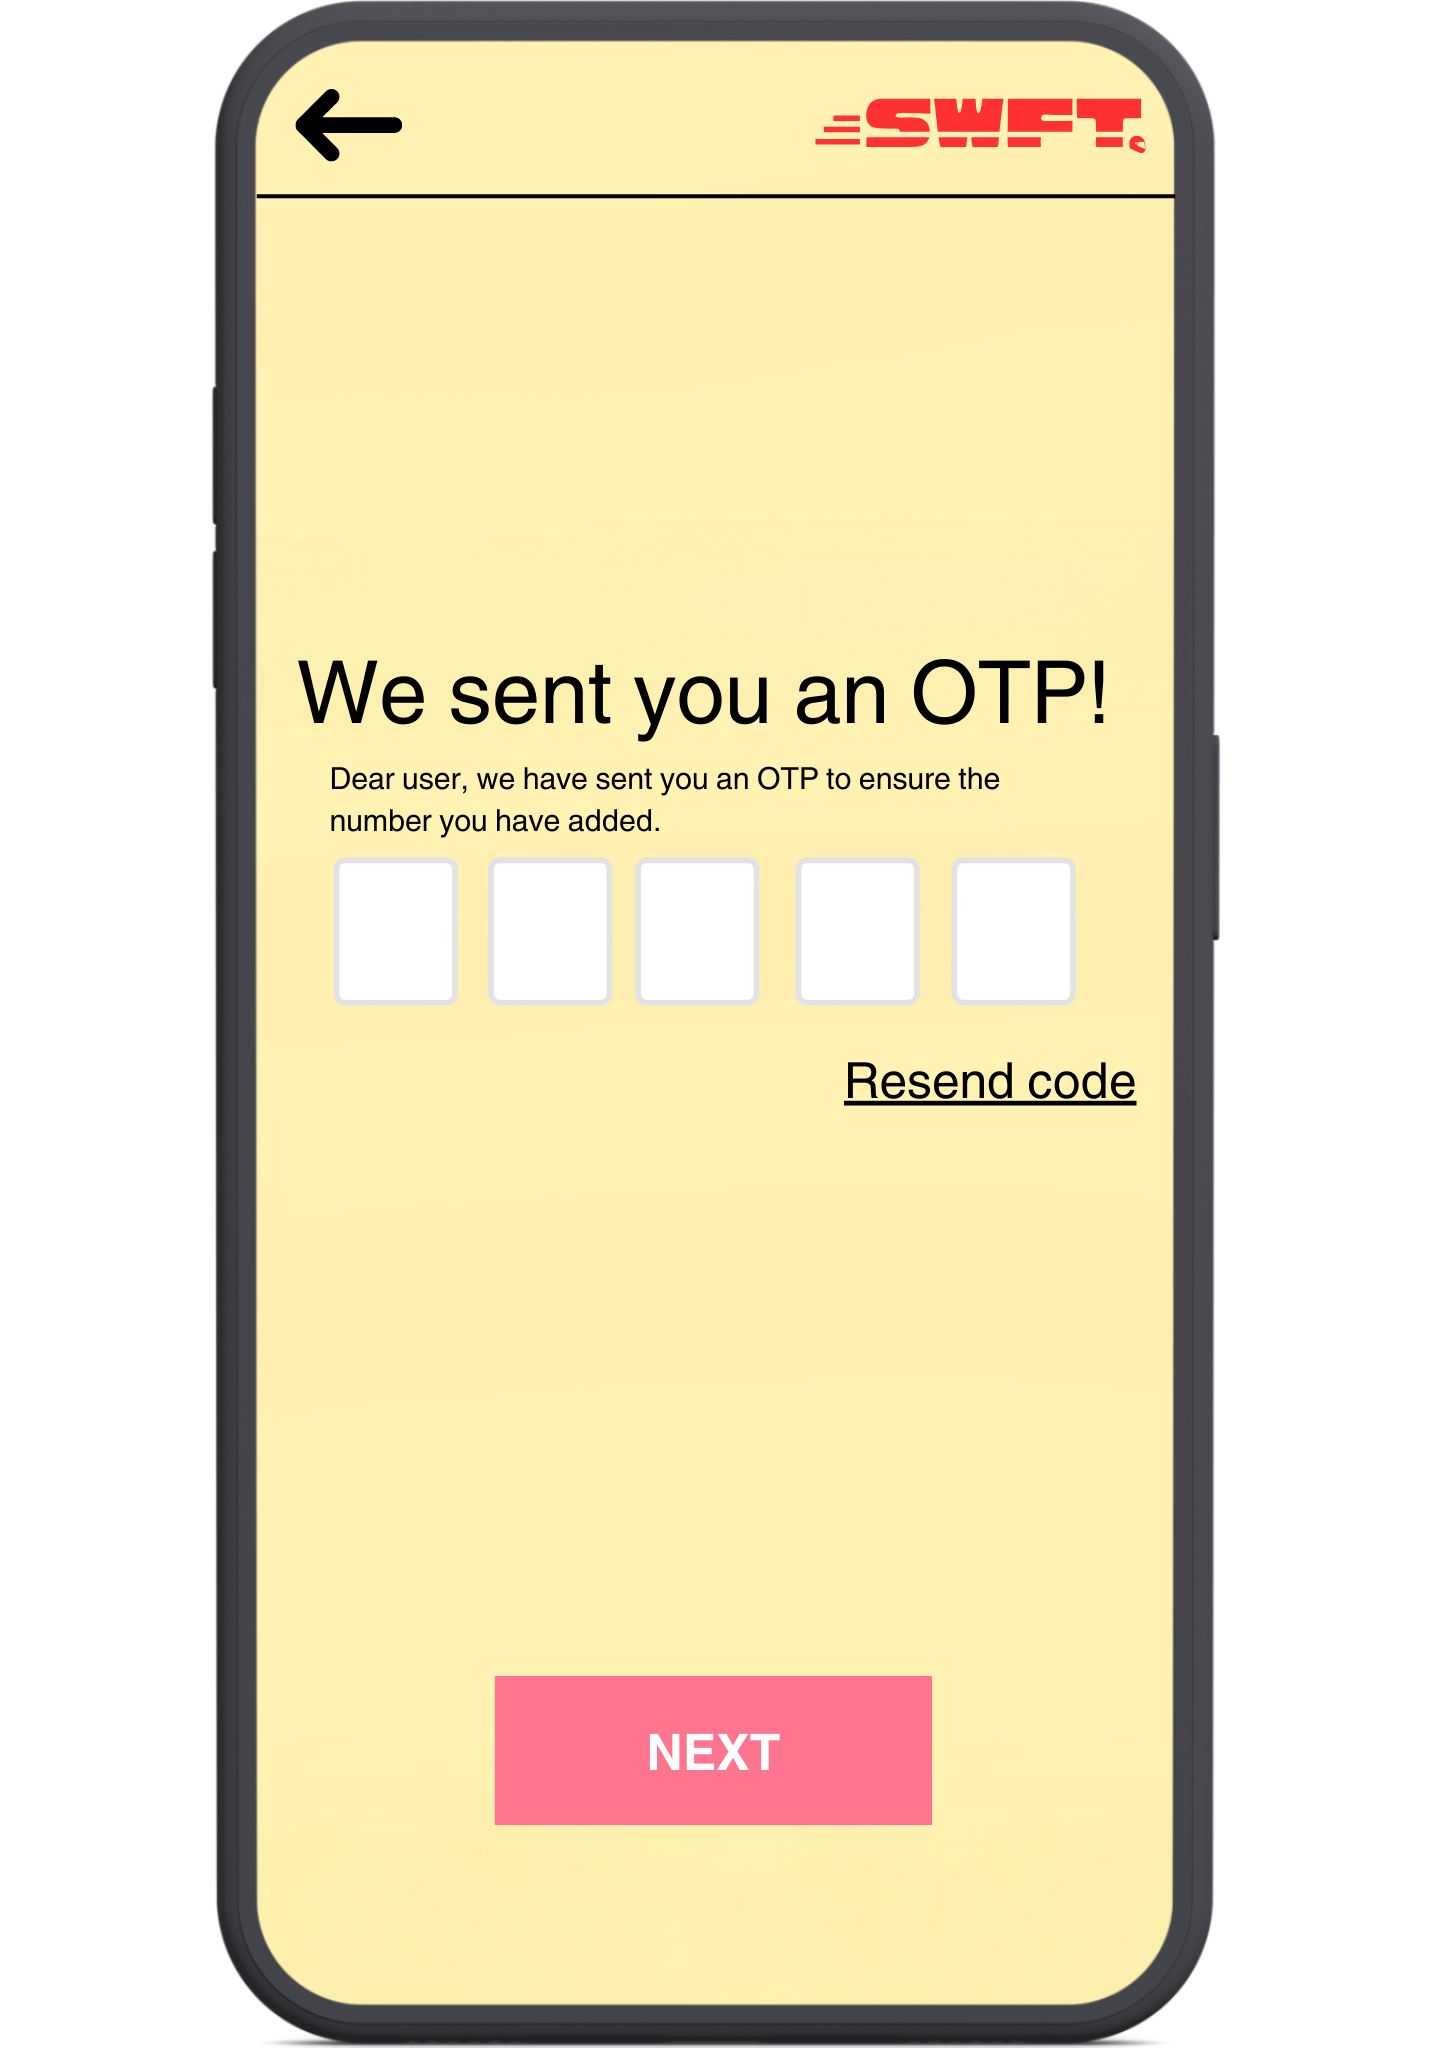 SWFT
We sent you an OTP!
Dear user, we have sent you an OTP to ensure the
number you have added.
Resend code
NEXT